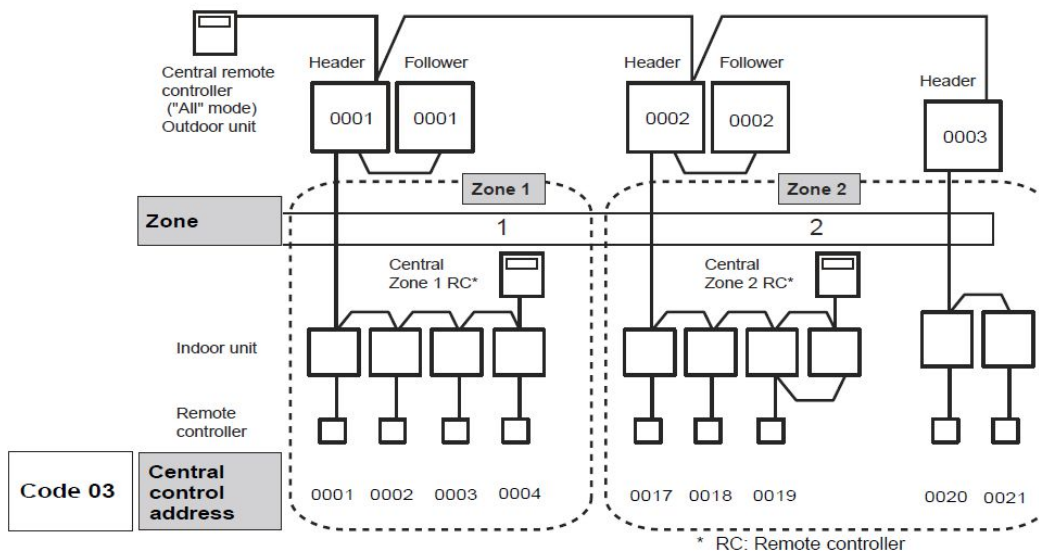 Central remote
controller
("All" mode)
Outdoor unit
Header Follower
0001 0001
Header Follower
0002 0002
Header
0003
Zone 1
Zone 2
Zone
1 2
Central
Zone 1 RC*
Central
Zone 2 RC*
Indoor unit
Remote
controller
Code 03
Central
control
address
0001 0002 0003 0004 0017 0018 0019 0020 0021
* RC: Remote controller